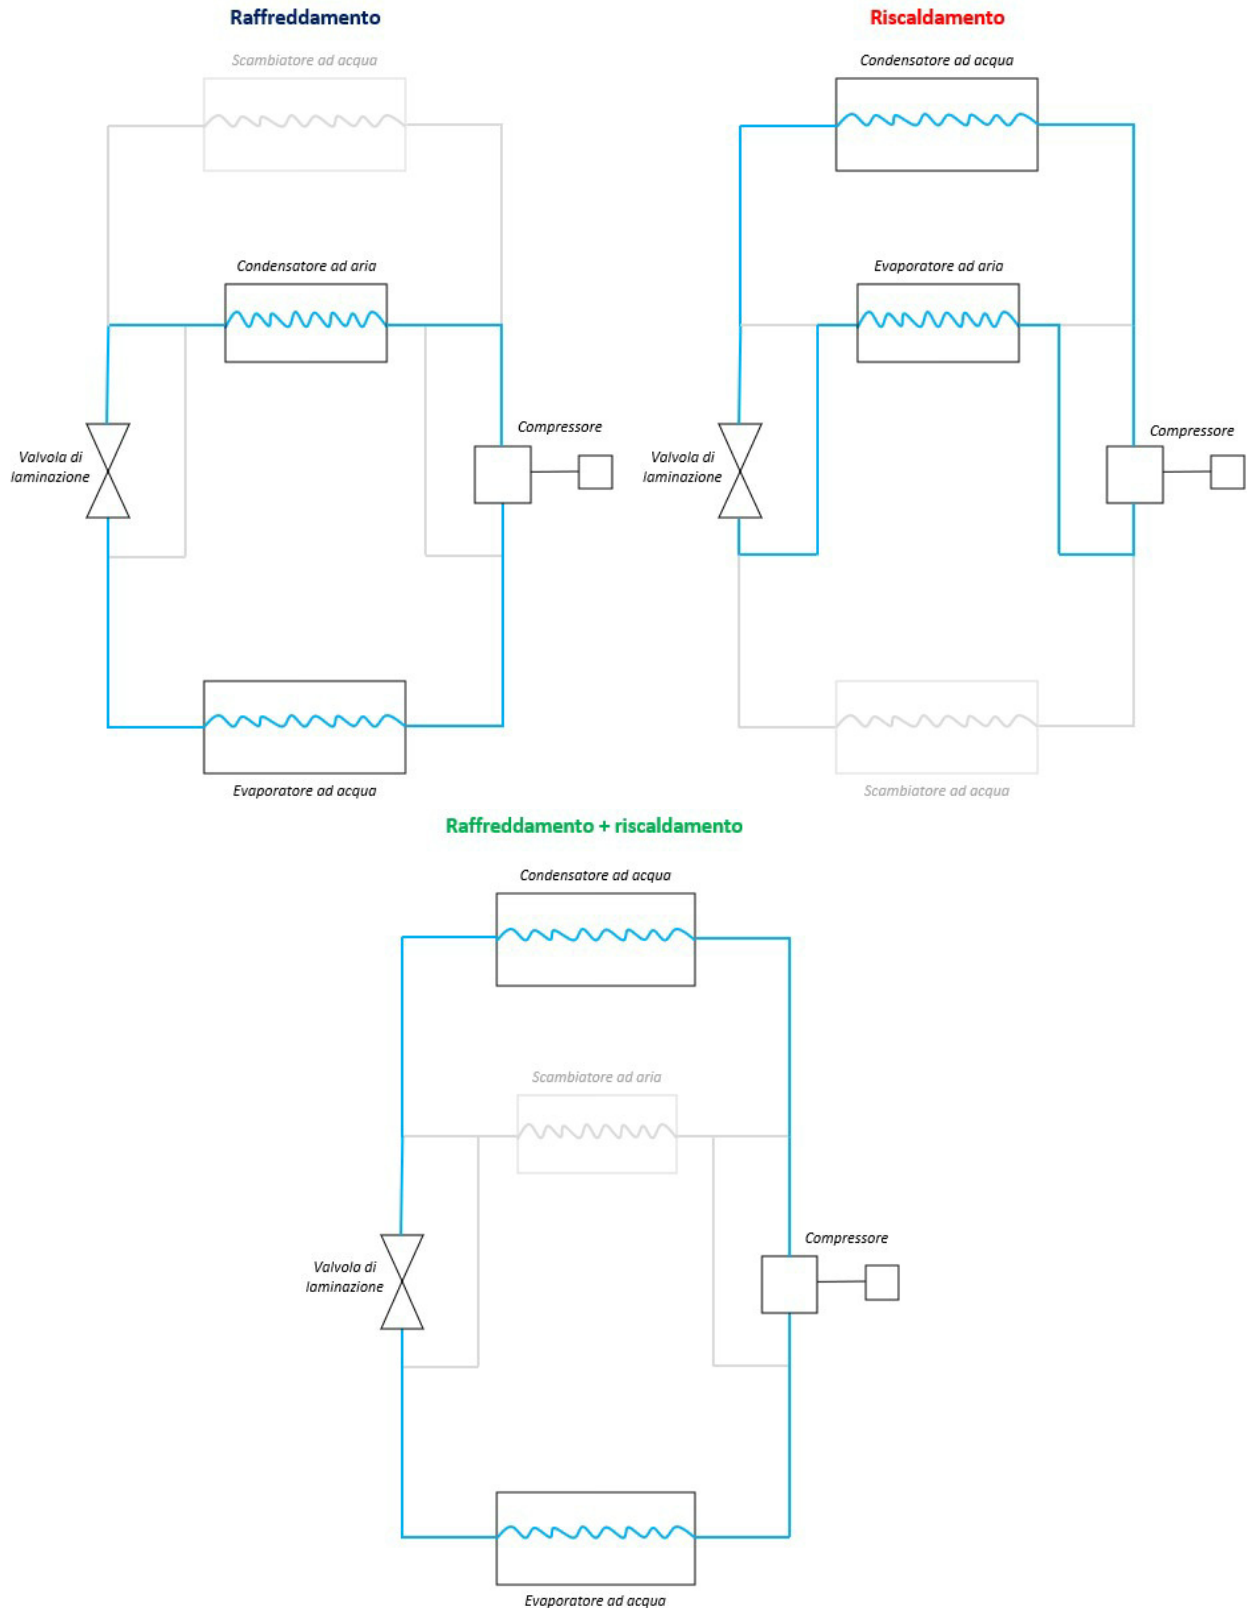 Raffreddamento
Scambiatore ad acqua
Condensatore ad aria
Compressore
Valvola di
laminazione
Evaporatore ad acqua
Riscaldamento
Condensatore ad acqua
Evaporatore ad aria
Compressore
Valvola di
laminazione
Scambiatore ad acqua
Raffreddamento + riscaldamento
Condensatore ad acqua
Scambiatore ad aria
Compressore
Valvola di
laminazione
Evaporatore ad acqua